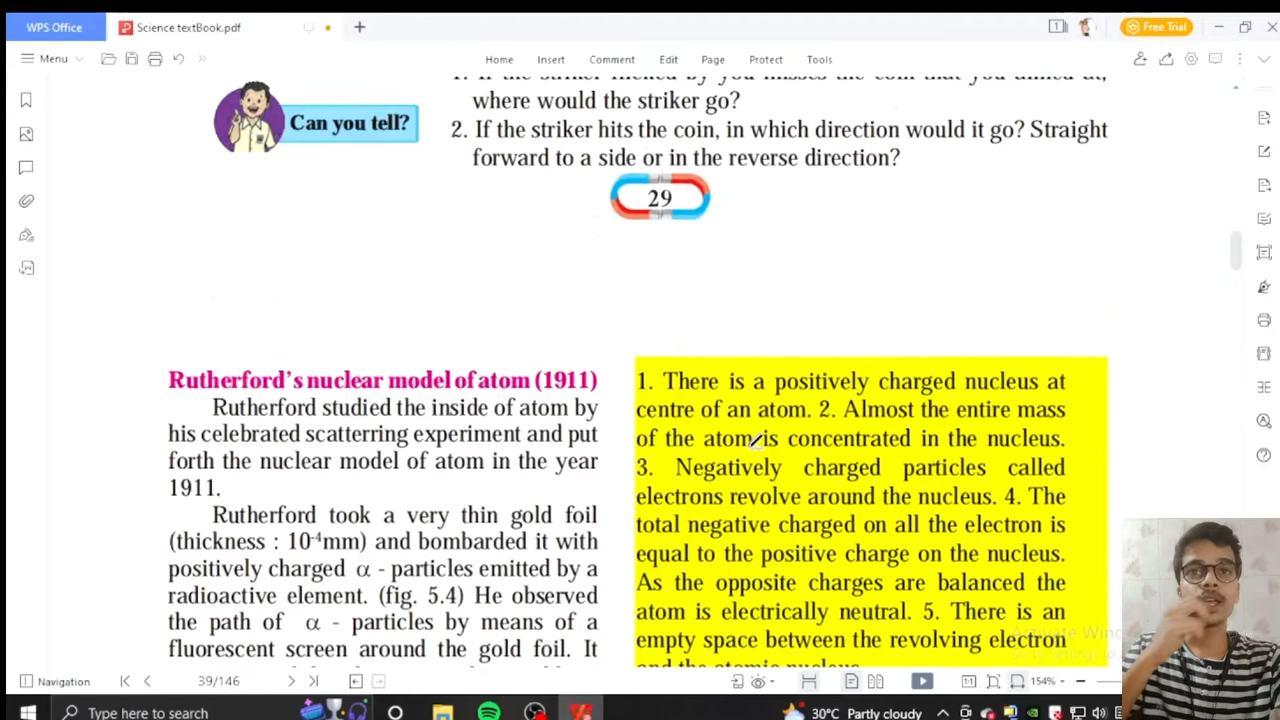 WPS Office
Science textBook.pdf
Free Trial
Menu
Home Insert Comment Edit Page Protect Tools
where would the striker go?
Can you tell?
2. If the striker hits the coin, in which direction would it go? Straight
forward to a side or in the reverse direction?
29
Rutherford's nuclear model of atom (1911)
Rutherford studied the inside of atom by
his celebrated scatterring experiment and put
forth the nuclear model of atom in the year
1911.
Rutherford took a very thin gold foil
(thickness : 10⁻⁴mm) and bombarded it with
positively charged α - particles emitted by a
radioactive element. (fig. 5.4) He observed
the path of α - particles by means of a
fluorescent screen around the gold foil. It
1. There is a positively charged nucleus at
centre of an atom. 2. Almost the entire mass
of the atom is concentrated in the nucleus.
3. Negatively charged particles called
electrons revolve around the nucleus. 4. The
total negative charged on all the electron is
equal to the positive charge on the nucleus.
As the opposite charges are balanced the
atom is electrically neutral. 5. There is an
empty space between the revolving electron
and the atomic nucleus
Navigation
39/146
154%
Type here to search
30°C Partly cloudy